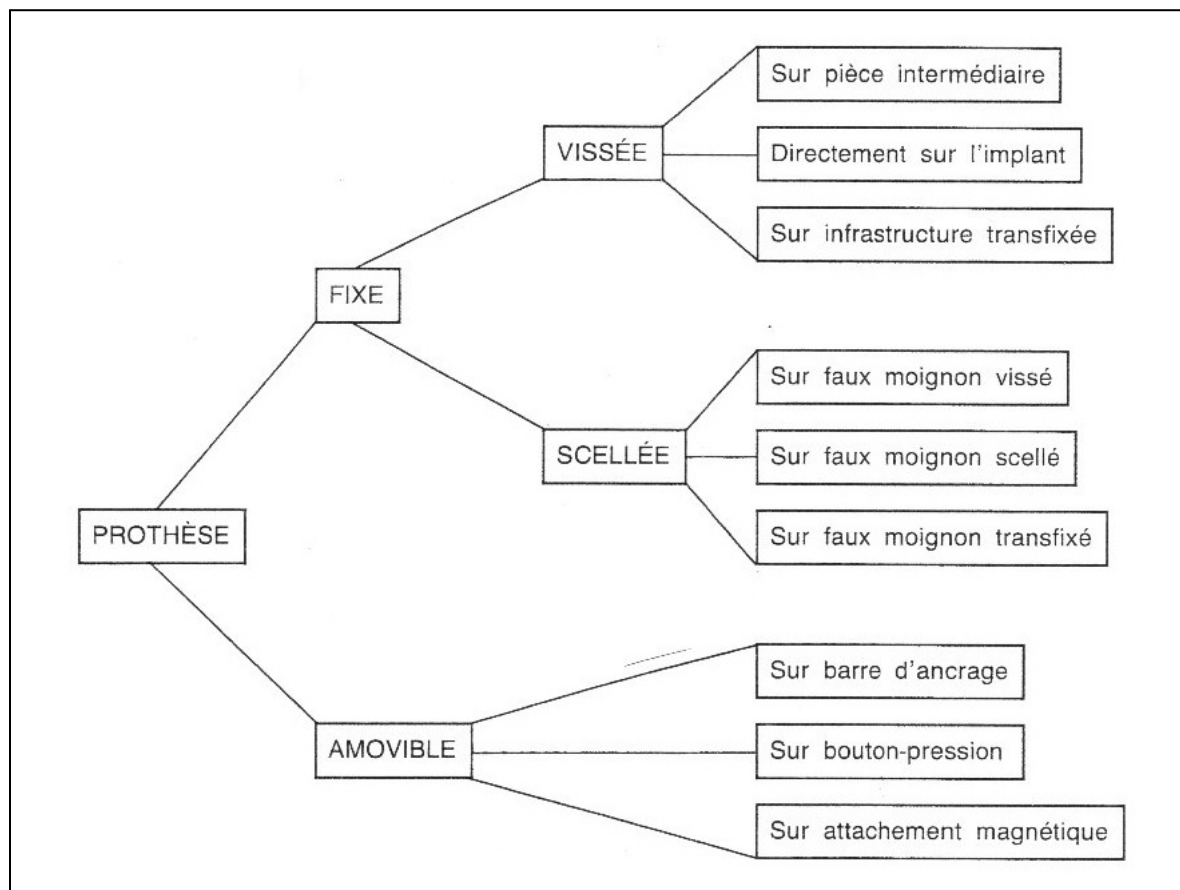 Sur pièce intermédiaire
VISSÉE
Directement sur l'implant
Sur infrastructure transfixée
FIXE
Sur faux moignon vissé
SCELLÉE
Sur faux moignon scellé
PROTHÈSE
Sur faux moignon transfixé
Sur barre d'ancrage
AMOVIBLE
Sur bouton-pression
Sur attachement magnétique